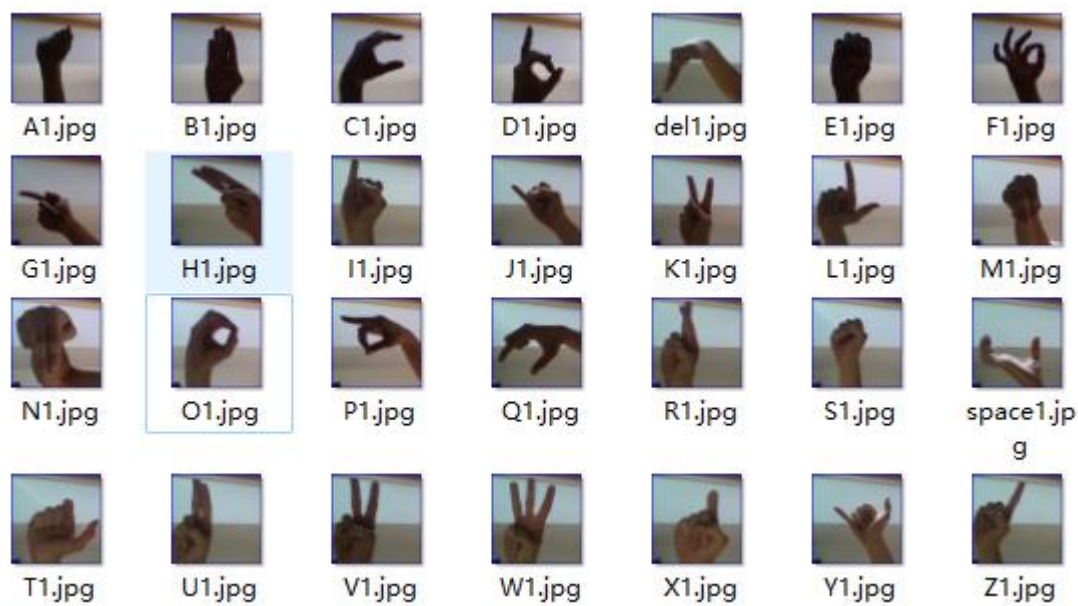 A1.jpg B1.jpg C1.jpg D1.jpg del1.jpg E1.jpg F1.jpg
G1.jpg H1.jpg I1.jpg J1.jpg K1.jpg L1.jpg M1.jpg
N1.jpg O1.jpg P1.jpg Q1.jpg R1.jpg S1.jpg space1.jp
g
T1.jpg U1.jpg V1.jpg W1.jpg X1.jpg Y1.jpg Z1.jpg